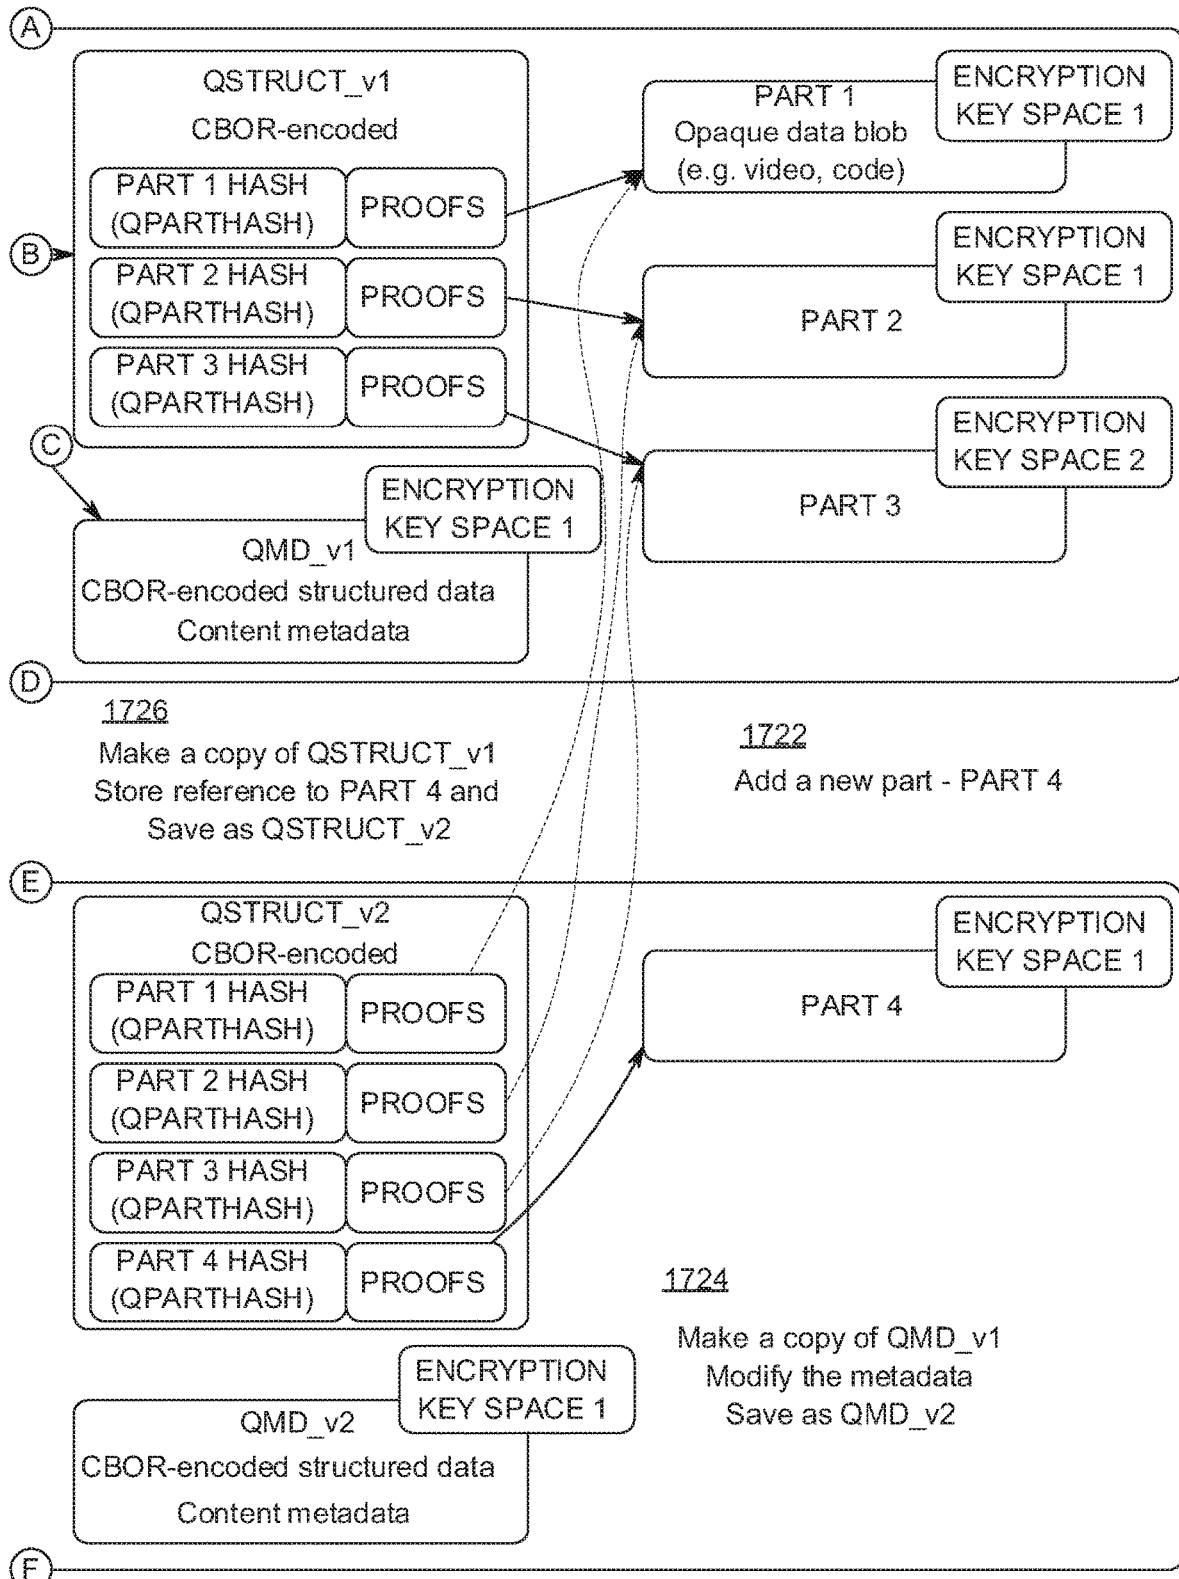 A
QSTRUCT_v1
CBOR-encoded
PART 1 HASH
(QPARTHASH)
PROOFS
B
PART 2 HASH
(QPARTHASH)
PROOFS
PART 3 HASH
(QPARTHASH)
PROOFS
PART 1
Opaque data blob
(e.g. video, code)
ENCRYPTION
KEY SPACE 1
PART 2
ENCRYPTION
KEY SPACE 1
PART 3
ENCRYPTION
KEY SPACE 2
C
ENCRYPTION
KEY SPACE 1
QMD_v1
CBOR-encoded structured data
Content metadata
D
1726
Make a copy of QSTRUCT_v1
Store reference to PART 4 and
Save as QSTRUCT_v2
1722
Add a new part - PART 4
E
QSTRUCT_v2
CBOR-encoded
PART 1 HASH
(QPARTHASH)
PROOFS
PART 2 HASH
(QPARTHASH)
PROOFS
PART 3 HASH
(QPARTHASH)
PROOFS
PART 4 HASH
(QPARTHASH)
PROOFS
ENCRYPTION
KEY SPACE 1
PART 4
1724
Make a copy of QMD_v1
Modify the metadata
Save as QMD_v2
ENCRYPTION
KEY SPACE 1
QMD_v2
CBOR-encoded structured data
Content metadata
F